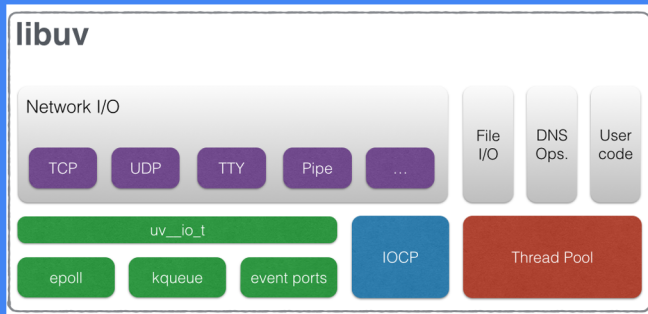 libuv
Network I/O
TCP
UDP
TTY
Pipe
...
File
I/O
DNS
Ops.
User
code
uv__io_t
epoll
kqueue
event ports
IOCP
Thread Pool